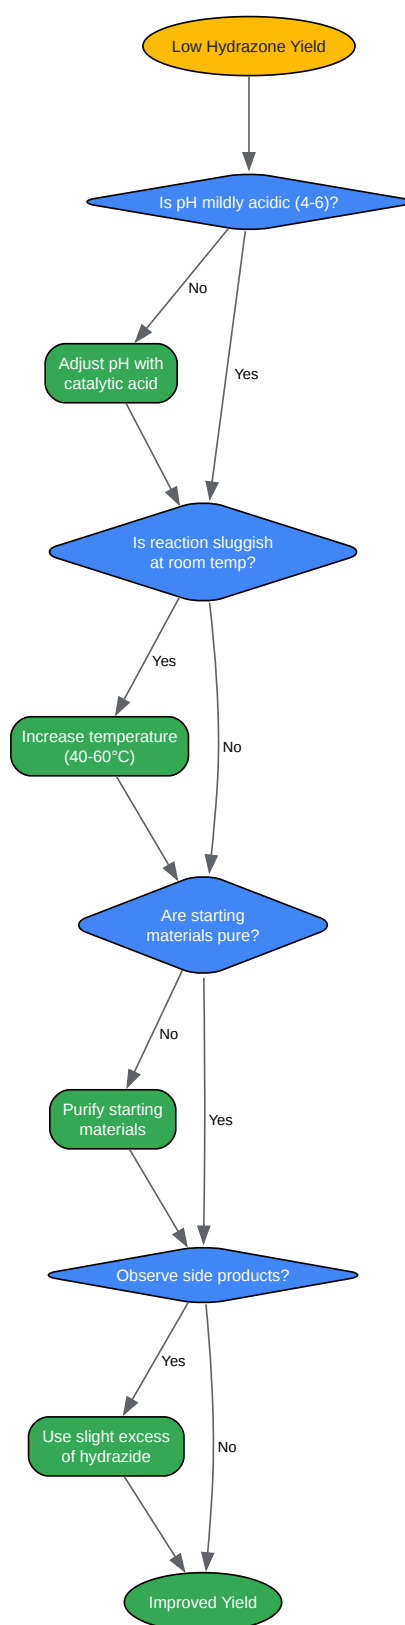 Low Hydrazone Yield
Is pH mildly acidic (4-6)?
No
Yes
Adjust pH with
catalytic acid
Is reaction sluggish
at room temp?
Yes
No
Increase temperature
(40-60°C)
Are starting
materials pure?
No
Yes
Purify starting
materials
Observe side products?
Yes
No
Use slight excess
of hydrazide
Improved Yield